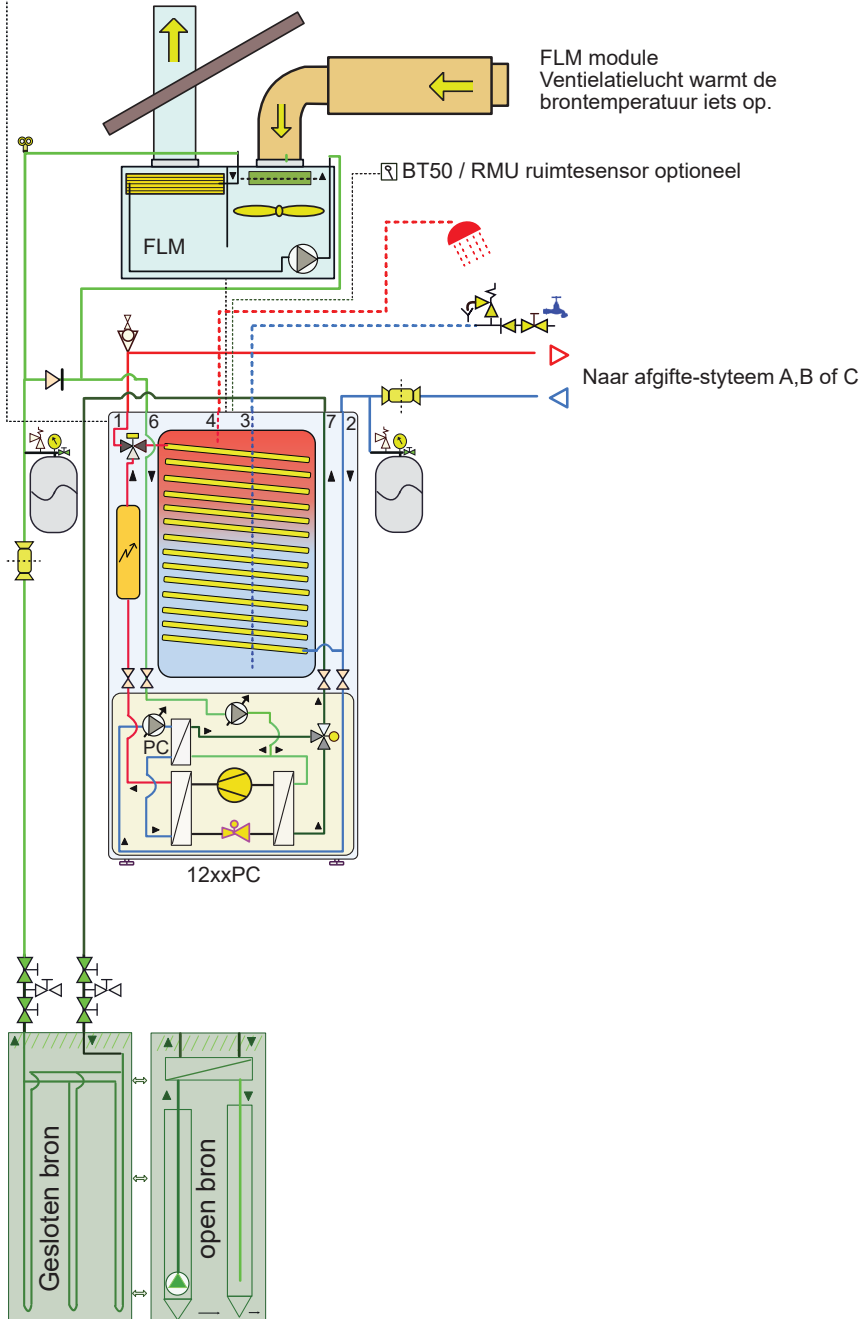 FLM module
Ventielatielucht warmt de
brontemperatuur iets op.
BT50 / RMU ruimtesensor optioneel
FLM
Naar afgifte-styteem A,B of C
1 6 4 3 7 2
PC
12xxPC
Gesloten bron
open bron